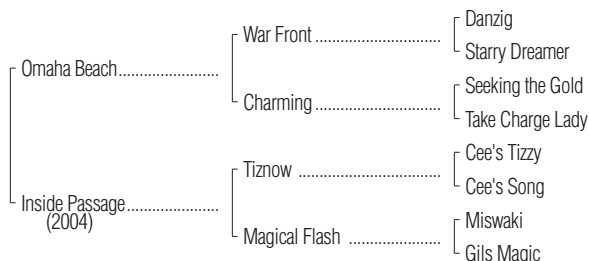 Danzig
War Front
Starry Dreamer
Omaha Beach
Seeking the Gold
Charming
Take Charge Lady
Cee's Tizzy
Tiznow
Cee's Song
Inside Passage
(2004)
Miswaki
Magical Flash
Gils Magic